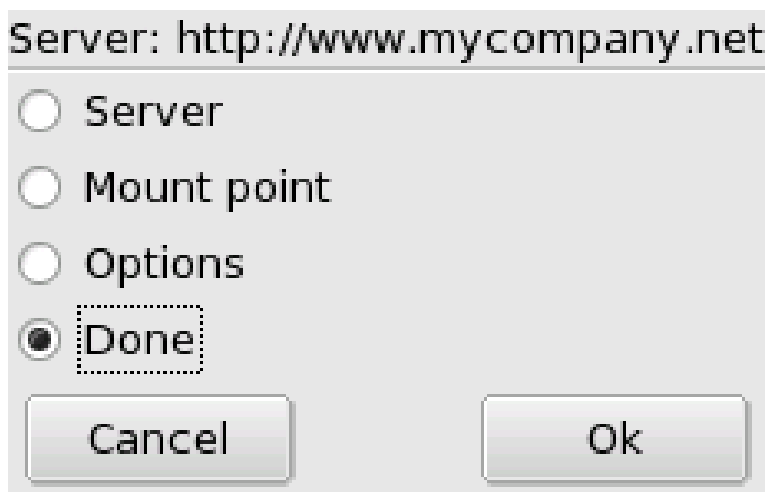 Server: http://www.mycompany.net
Server
Mount point
Options
Done
Cancel Ok